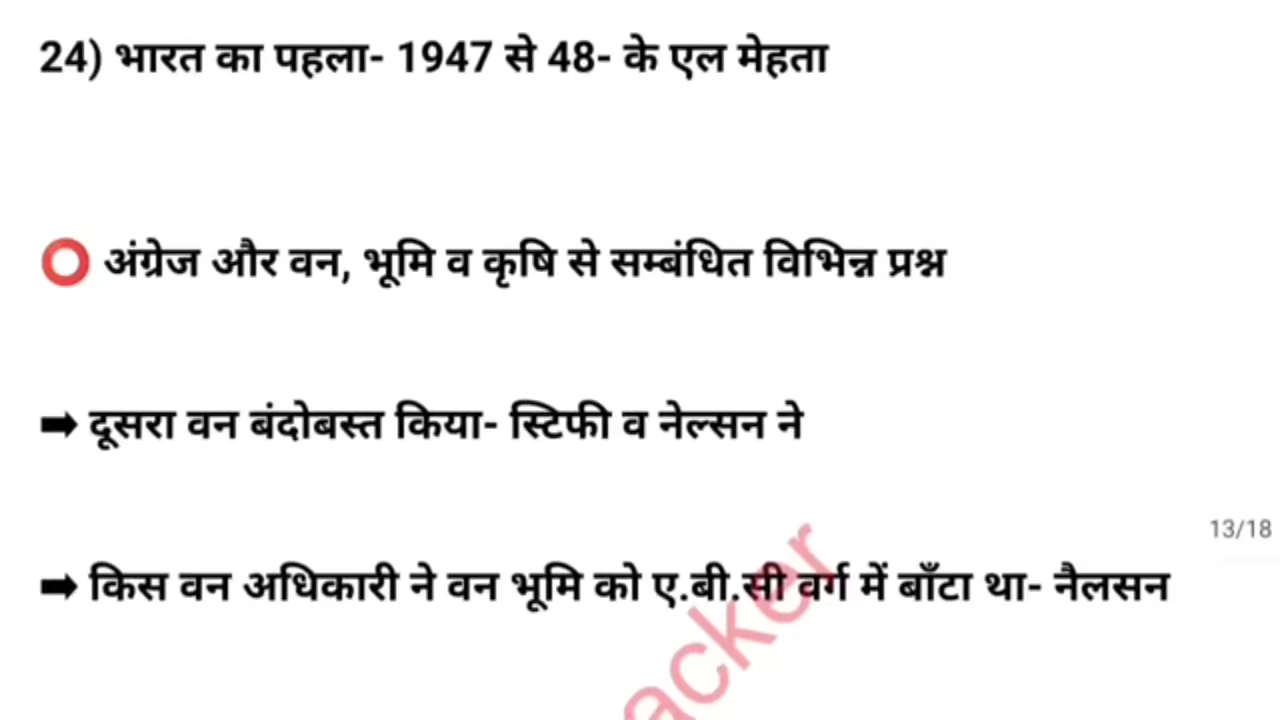 24) भारत का पहला- 1947 से 48- के एल मेहता
⭕ अंग्रेज और वन, भूमि व कृषि से सम्बंधित विभिन्न प्रश्न
➡ दूसरा वन बंदोबस्त किया- स्टिफी व नेल्सन ने
13/18
➡ किस वन अधिकारी ने वन भूमि को ए.बी.सी वर्ग में बाँटा था- नैलसन
acker